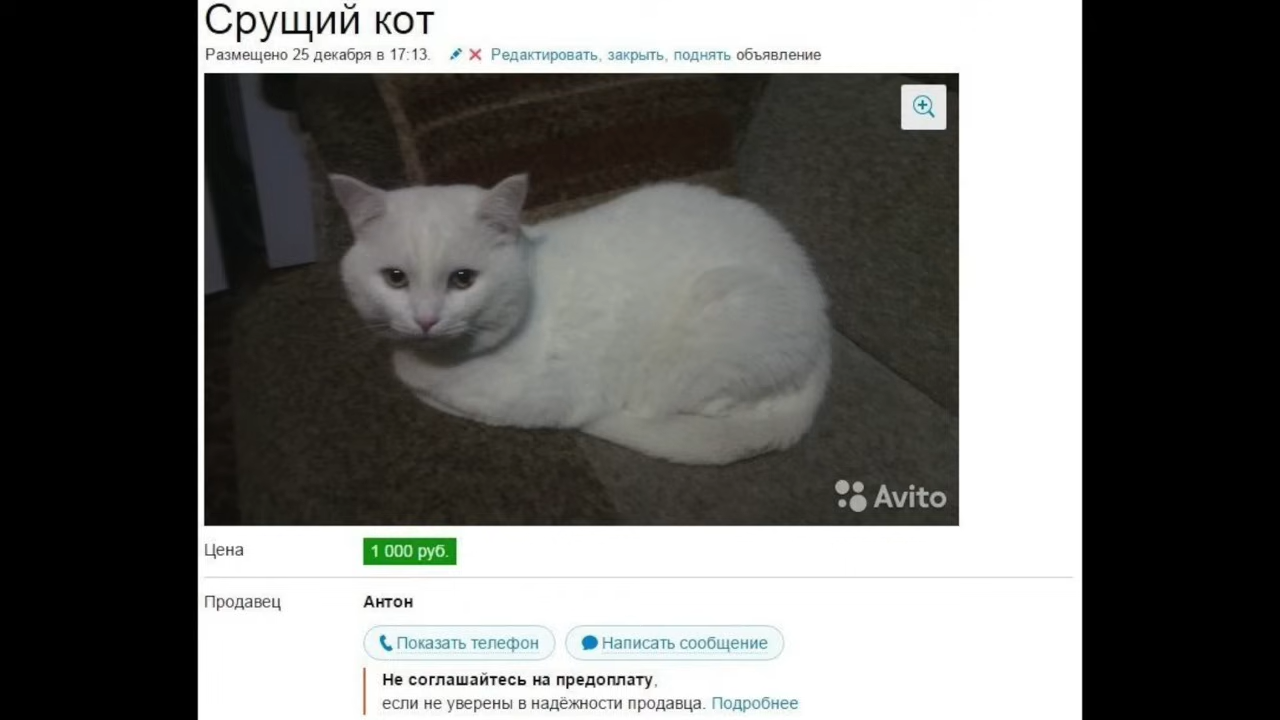 Срущий кот
Размещено 25 декабря в 17:13. Редактировать, закрыть, поднять объявление
Avito
Цена 1 000 руб.
Продавец Антон
Показать телефон Написать сообщение
Не соглашайтесь на предоплату,
если не уверены в надёжности продавца. Подробнее